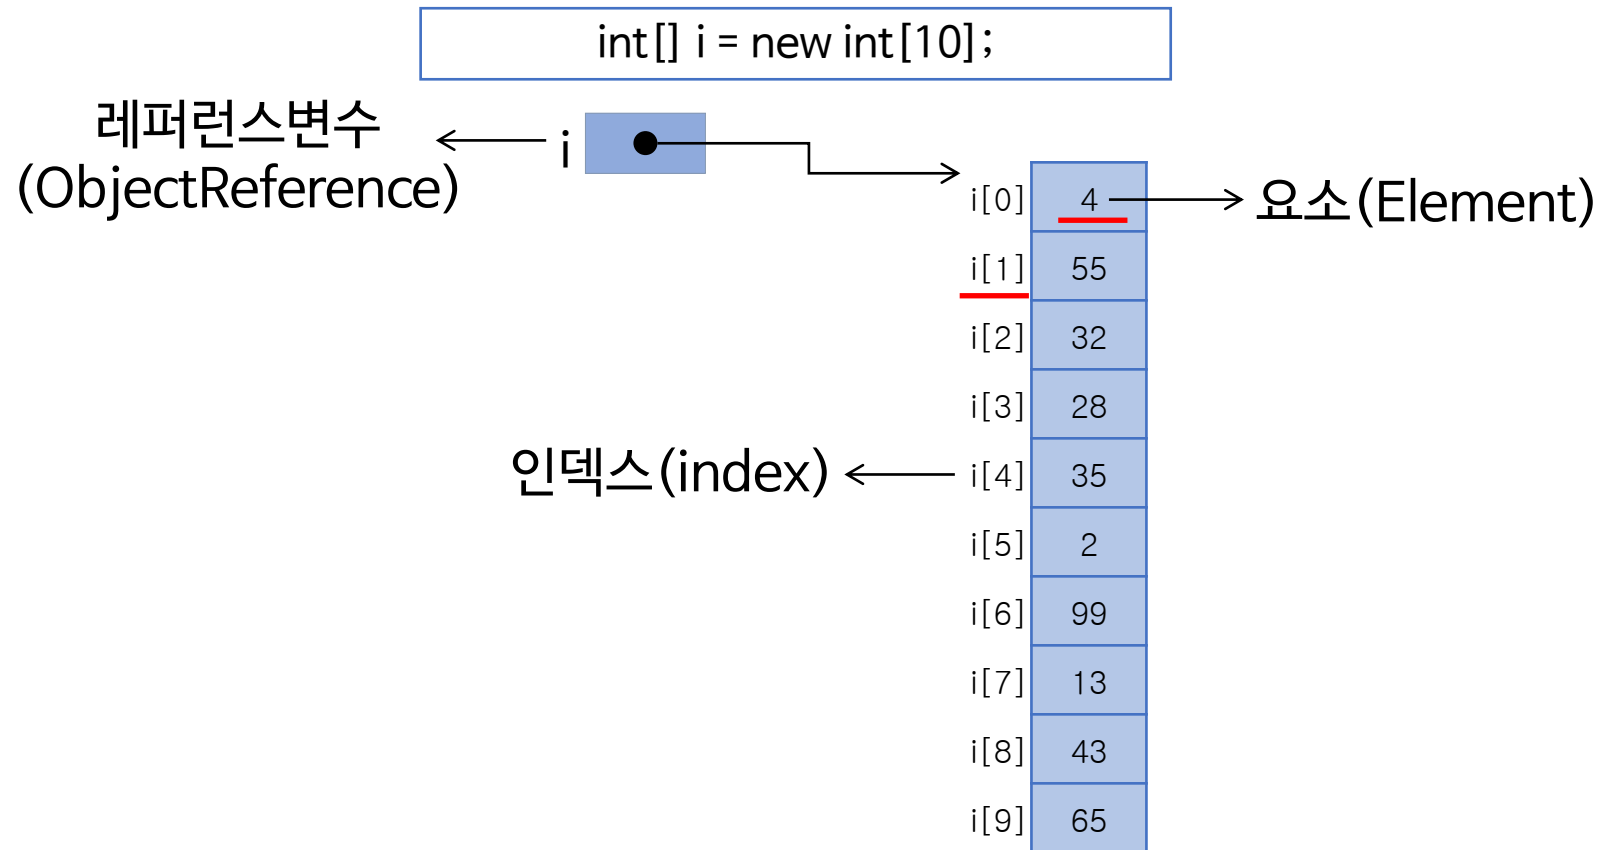 int[] i = new int[10];
레퍼런스변수
(ObjectReference)
i
i[0] 4 요소(Element)
i[1] 55
i[2] 32
i[3] 28
인덱스(index) i[4] 35
i[5] 2
i[6] 99
i[7] 13
i[8] 43
i[9] 65